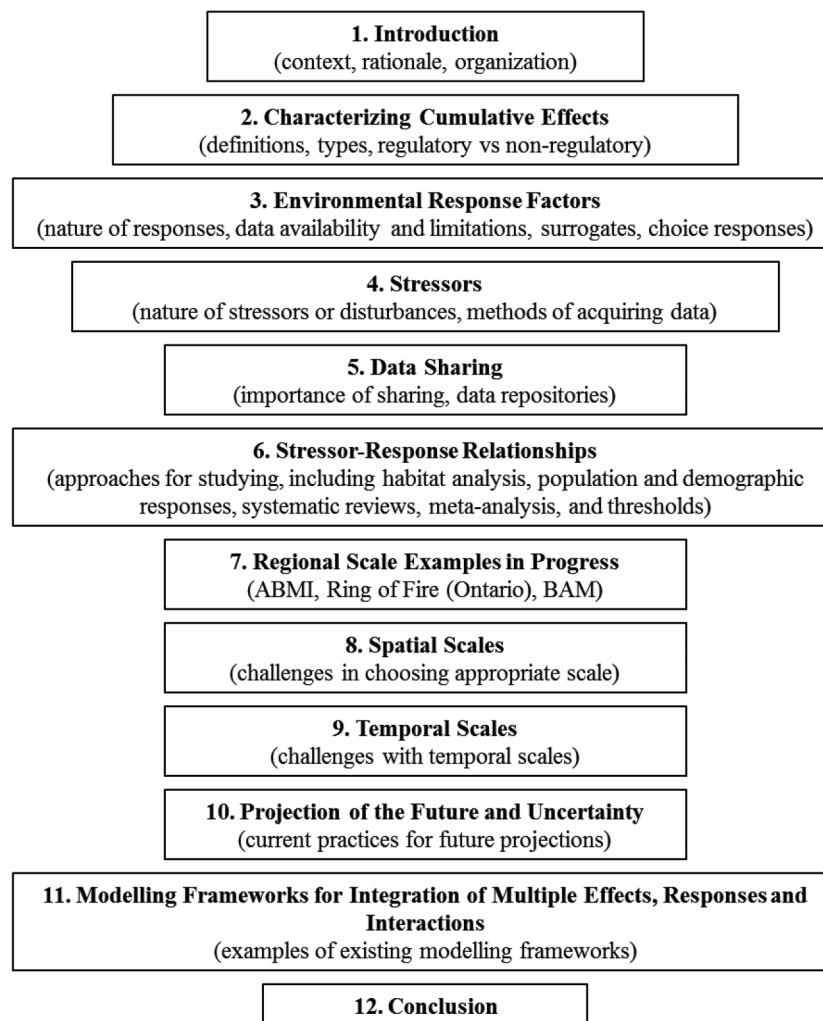 1. Introduction
(context, rationale, organization)
2. Characterizing Cumulative Effects
(definitions, types, regulatory vs non-regulatory)
3. Environmental Response Factors
(nature of responses, data availability and limitations, surrogates, choice responses)
4. Stressors
(nature of stressors or disturbances, methods of acquiring data)
5. Data Sharing
(importance of sharing, data repositories)
6. Stressor-Response Relationships
(approaches for studying, including habitat analysis, population and demographic
responses, systematic reviews, meta-analysis, and thresholds)
7. Regional Scale Examples in Progress
(ABMI, Ring of Fire (Ontario), BAM)
8. Spatial Scales
(challenges in choosing appropriate scale)
9. Temporal Scales
(challenges with temporal scales)
10. Projection of the Future and Uncertainty
(current practices for future projections)
11. Modelling Frameworks for Integration of Multiple Effects, Responses and
Interactions
(examples of existing modelling frameworks)
12. Conclusion